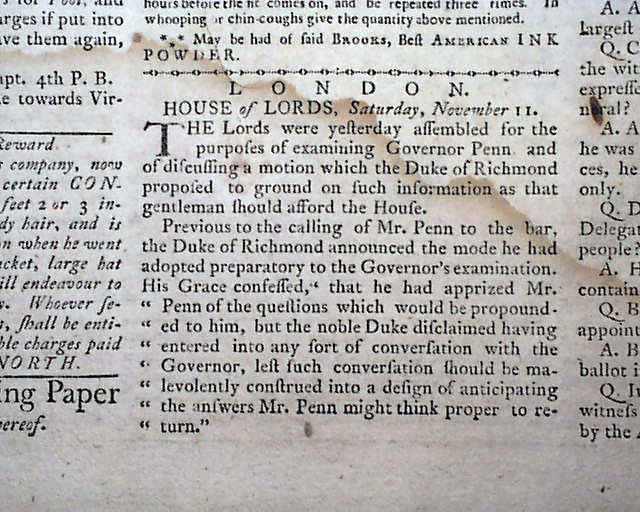 hours before the fit comes on, and be repeated three times. In
whooping or chin-coughs give the quantity above mentioned.
*** May be had of said BROOKS, Best AMERICAN INK
POWDER.
LONDON.
HOUSE of LORDS, Saturday, November 11.
THE Lords were yeſterday aſſembled for the
purpoſes of examining Governor Penn and
of diſcuſſing a motion which the Duke of Richmond
propoſed to ground on ſuch information as that
gentleman ſhould afford the Houſe.
Previous to the calling of Mr. Penn to the bar,
the Duke of Richmond announced the mode he had
adopted preparatory to the Governor's examination.
His Grace confeſſed, “ that he had apprized Mr.
“ Penn of the queſtions which would be propound-
“ ed to him, but the noble Duke diſclaimed having
“ entered into any ſort of converſation with the
“ Governor, leſt ſuch converſation ſhould be ma-
“ levolently conſtrued into a deſign of anticipating
“ the anſwers Mr. Penn might think proper to re-
“ turn.”
arges if put into
ave them again,
apt. 4th P. B.
towards Vir-
Reward
company, now
certain CON-
feet 2 or 3 in-
dy hair, and is
when he went
acket, large hat
ill endeavour to
Whoever ſe-
ſhall be enti-
ble charges paid
NORTH.
ing Paper
hereof.
A. A
largeſt
Q. C
the wit
expreſſe
A. A
he was
ces, he
only.
Q. D
Delegat
people?
A. H
contain
Q. B
appoint
A. B
ballot i
Q. I
witneſs
by the A